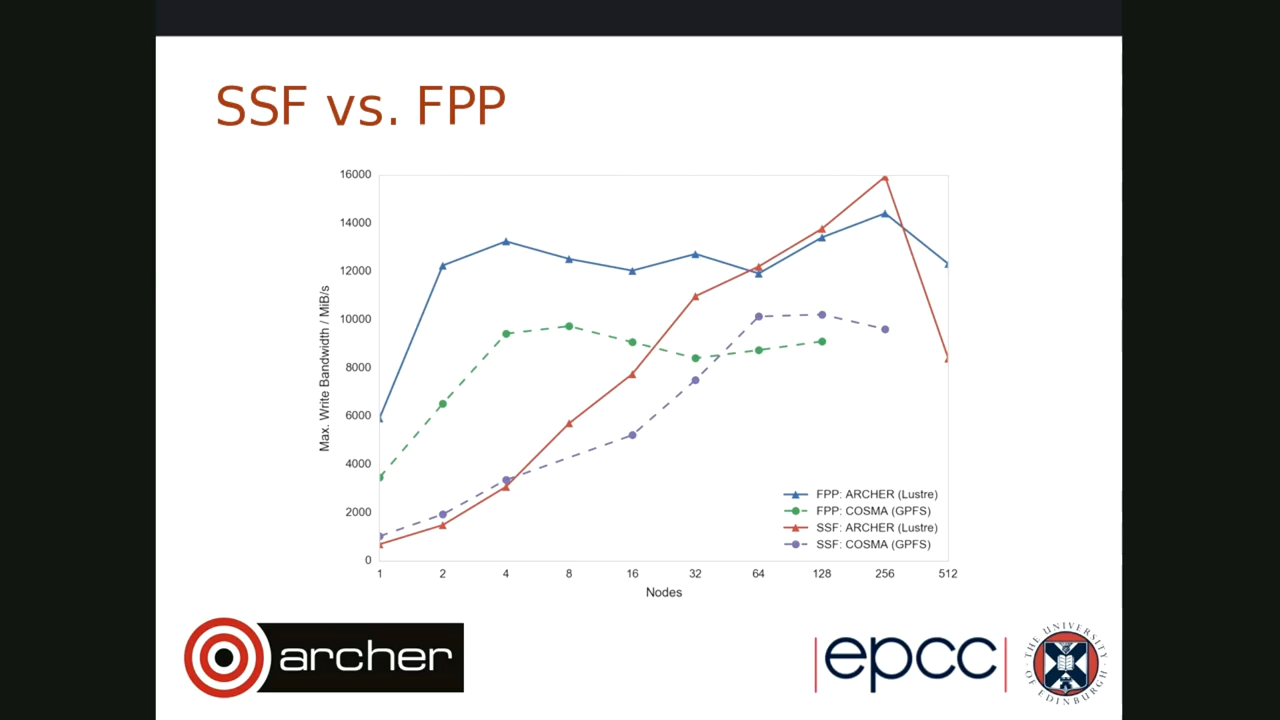 SSF vs. FPP
16000
14000
12000
10000
8000
6000
4000
2000
0
Max. Write Bandwidth / MiB/s
1 2 4 8 16 32 64 128 256 512
Nodes
FPP: ARCHER (Lustre)
FPP: COSMA (GPFS)
SSF: ARCHER (Lustre)
SSF: COSMA (GPFS)
archer
epcc
THE UNIVERSITY
OF EDINBURGH